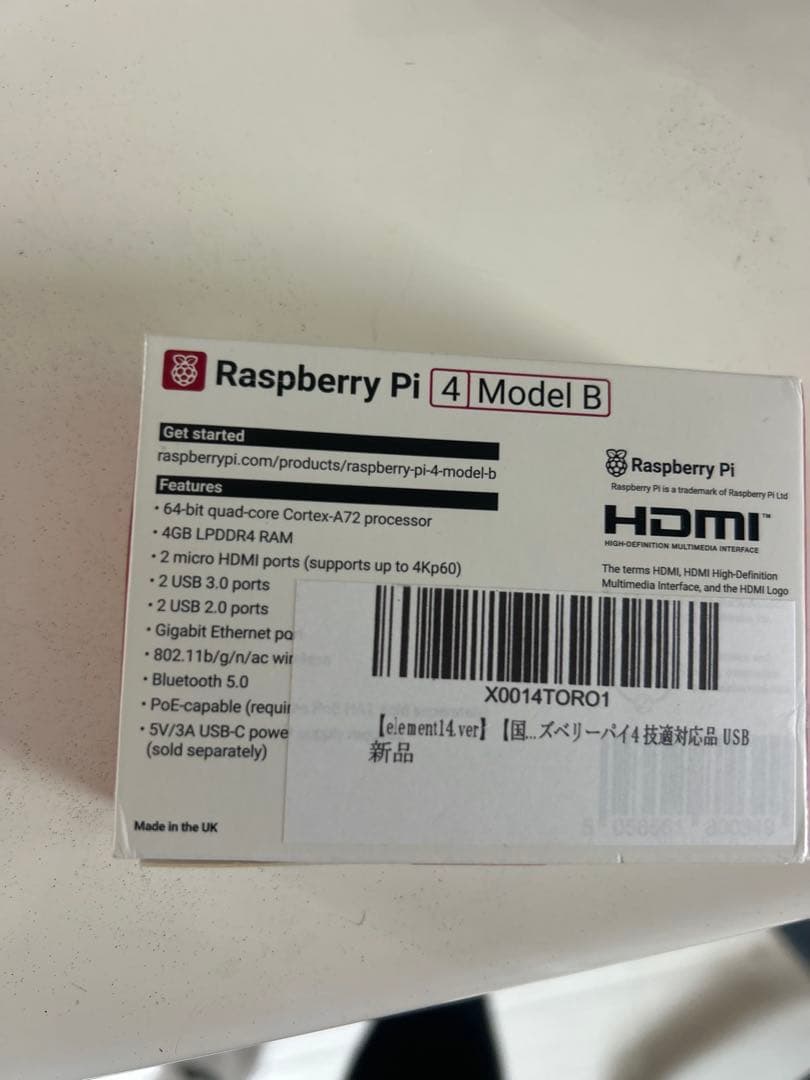 Raspberry Pi 4 Model B
Get started
raspberrypi.com/products/raspberry-pi-4-model-b
Features
• 64-bit quad-core Cortex-A72 processor
• 4GB LPDDR4 RAM
• 2 micro HDMI ports (supports up to 4Kp60)
• 2 USB 3.0 ports
• 2 USB 2.0 ports
• Gigabit Ethernet po
• 802.11b/g/n/ac wir
• Bluetooth 5.0
• PoE-capable (requir
• 5V/3A USB-C powe
(sold separately)
Made in the UK
Raspberry Pi
Raspberry Pi is a trademark of Raspberry Pi Ltd
HDMI™
HIGH-DEFINITION MULTIMEDIA INTERFACE
The terms HDMI, HDMI High-Definition
Multimedia Interface, and the HDMI Logo
X0014TORO1
【element14.ver】【国...ズベリーパイ4 技適対応品 USB
新品